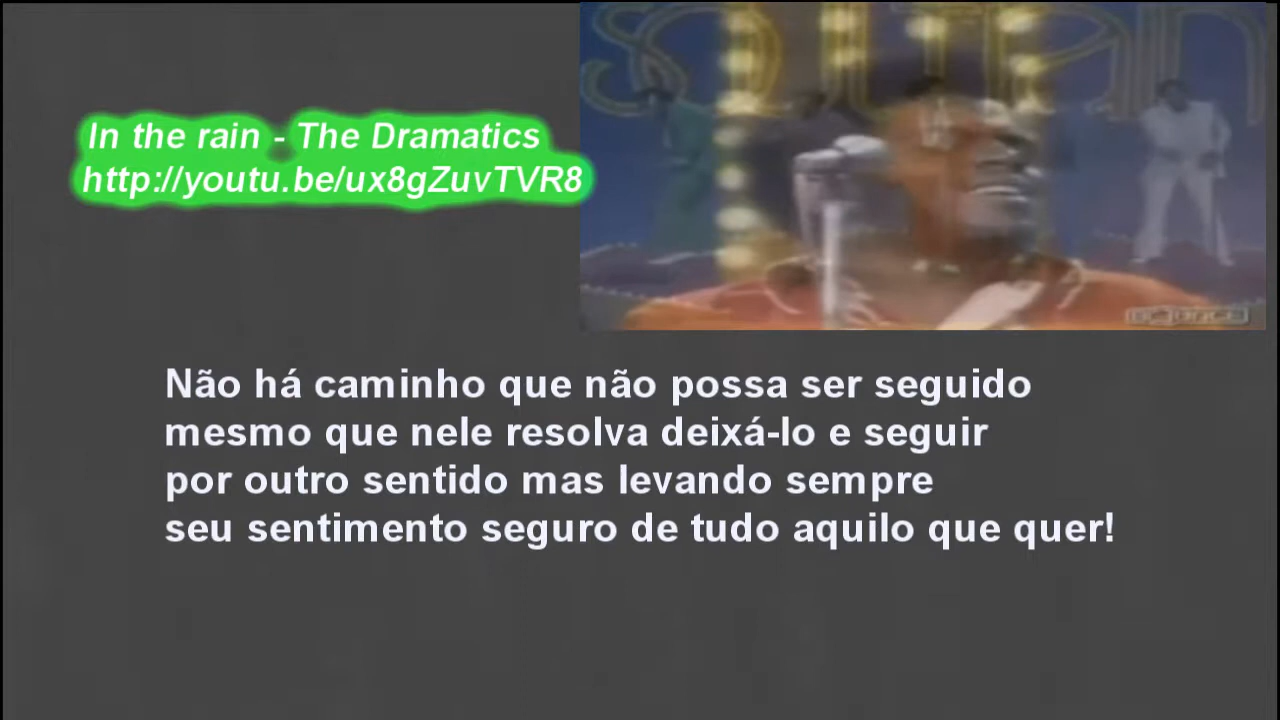 In the rain - The Dramatics
http://youtu.be/ux8gZuvTVR8
Não há caminho que não possa ser seguido
mesmo que nele resolva deixá-lo e seguir
por outro sentido mas levando sempre
seu sentimento seguro de tudo aquilo que quer!